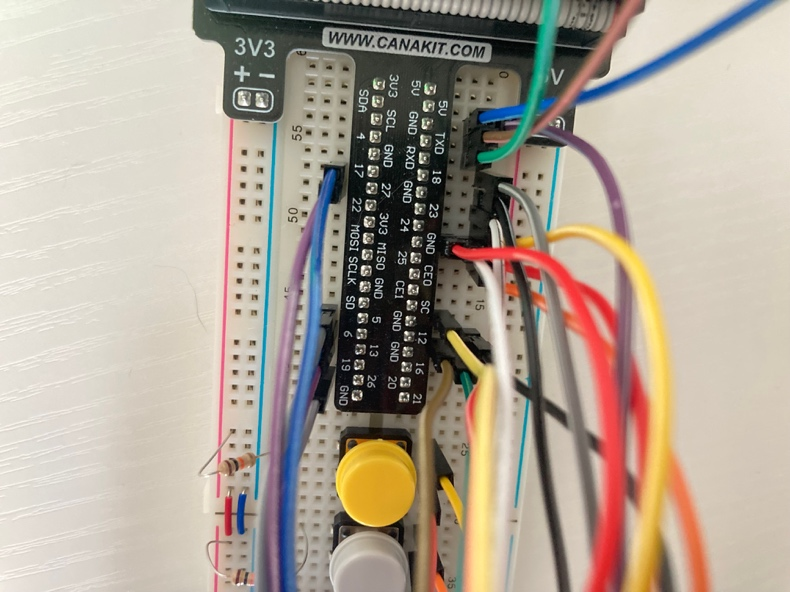 WWW.CANAKIT.COM
3V3
+ −
V
0
3V3 5V
SDA 5V
SCL GND
4 TXD
GND RXD
17 18
27 GND
22 23
3V3 24
MOSI GND
MISO 25
SCLK CE0
GND CE1
SD SC
5 GND
6 12
13 GND
19 16
26 20
GND 21
55
50
15
25
35